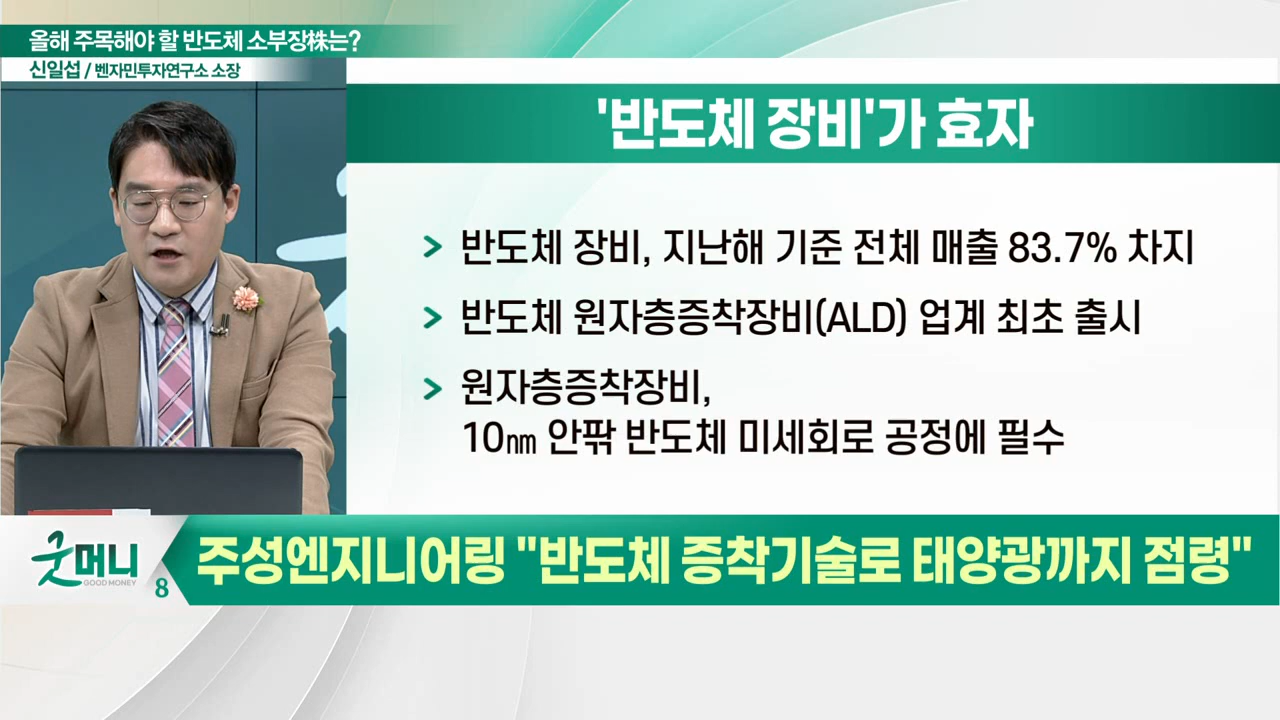 올해 주목해야 할 반도체 소부장株는?
신일섭 / 벤자민투자연구소 소장
'반도체 장비'가 효자
> 반도체 장비, 지난해 기준 전체 매출 83.7% 차지
> 반도체 원자층증착장비(ALD) 업계 최초 출시
> 원자층증착장비,
10㎚ 안팎 반도체 미세회로 공정에 필수
굿머니
GOOD MONEY
8
주성엔지니어링 "반도체 증착기술로 태양광까지 점령"